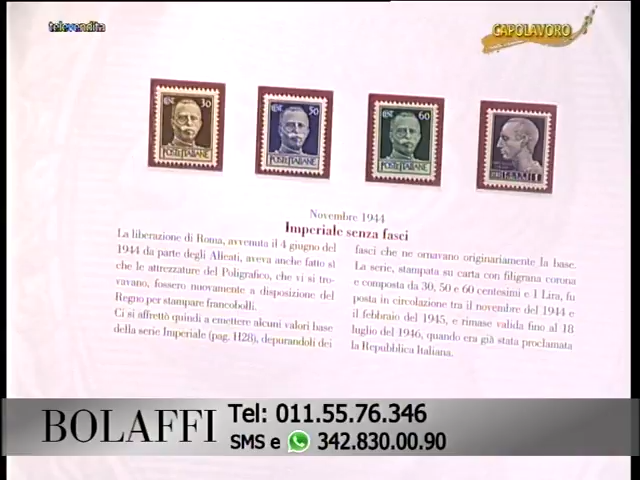 televendita
CAPOLAVORO
30
50
60
POSTE ITALIANE
POSTE ITALIANE
POSTE ITALIANE
Novembre 1944
Imperiale senza fasci
La liberazione di Roma, avvenuta il 4 giugno del
1944 da parte degli Alleati, aveva anche fatto sì
che le attrezzature del Poligrafico, che vi si tro-
vavano, fossero nuovamente a disposizione del
Regno per stampare francobolli.
Ci si affrettò quindi a emettere alcuni valori base
della serie Imperiale (pag. H28), depurandoli dei
fasci che ne ornavano originariamente la base.
La serie, stampata su carta con filigrana corona
e composta da 30, 50 e 60 centesimi e 1 Lira, fu
posta in circolazione tra il novembre del 1944 e
il febbraio del 1945, e rimase valida fino al 18
luglio del 1946, quando era già stata proclamata
la Repubblica Italiana.
BOLAFFI
Tel: 011.55.76.346
SMS e 342.830.00.90